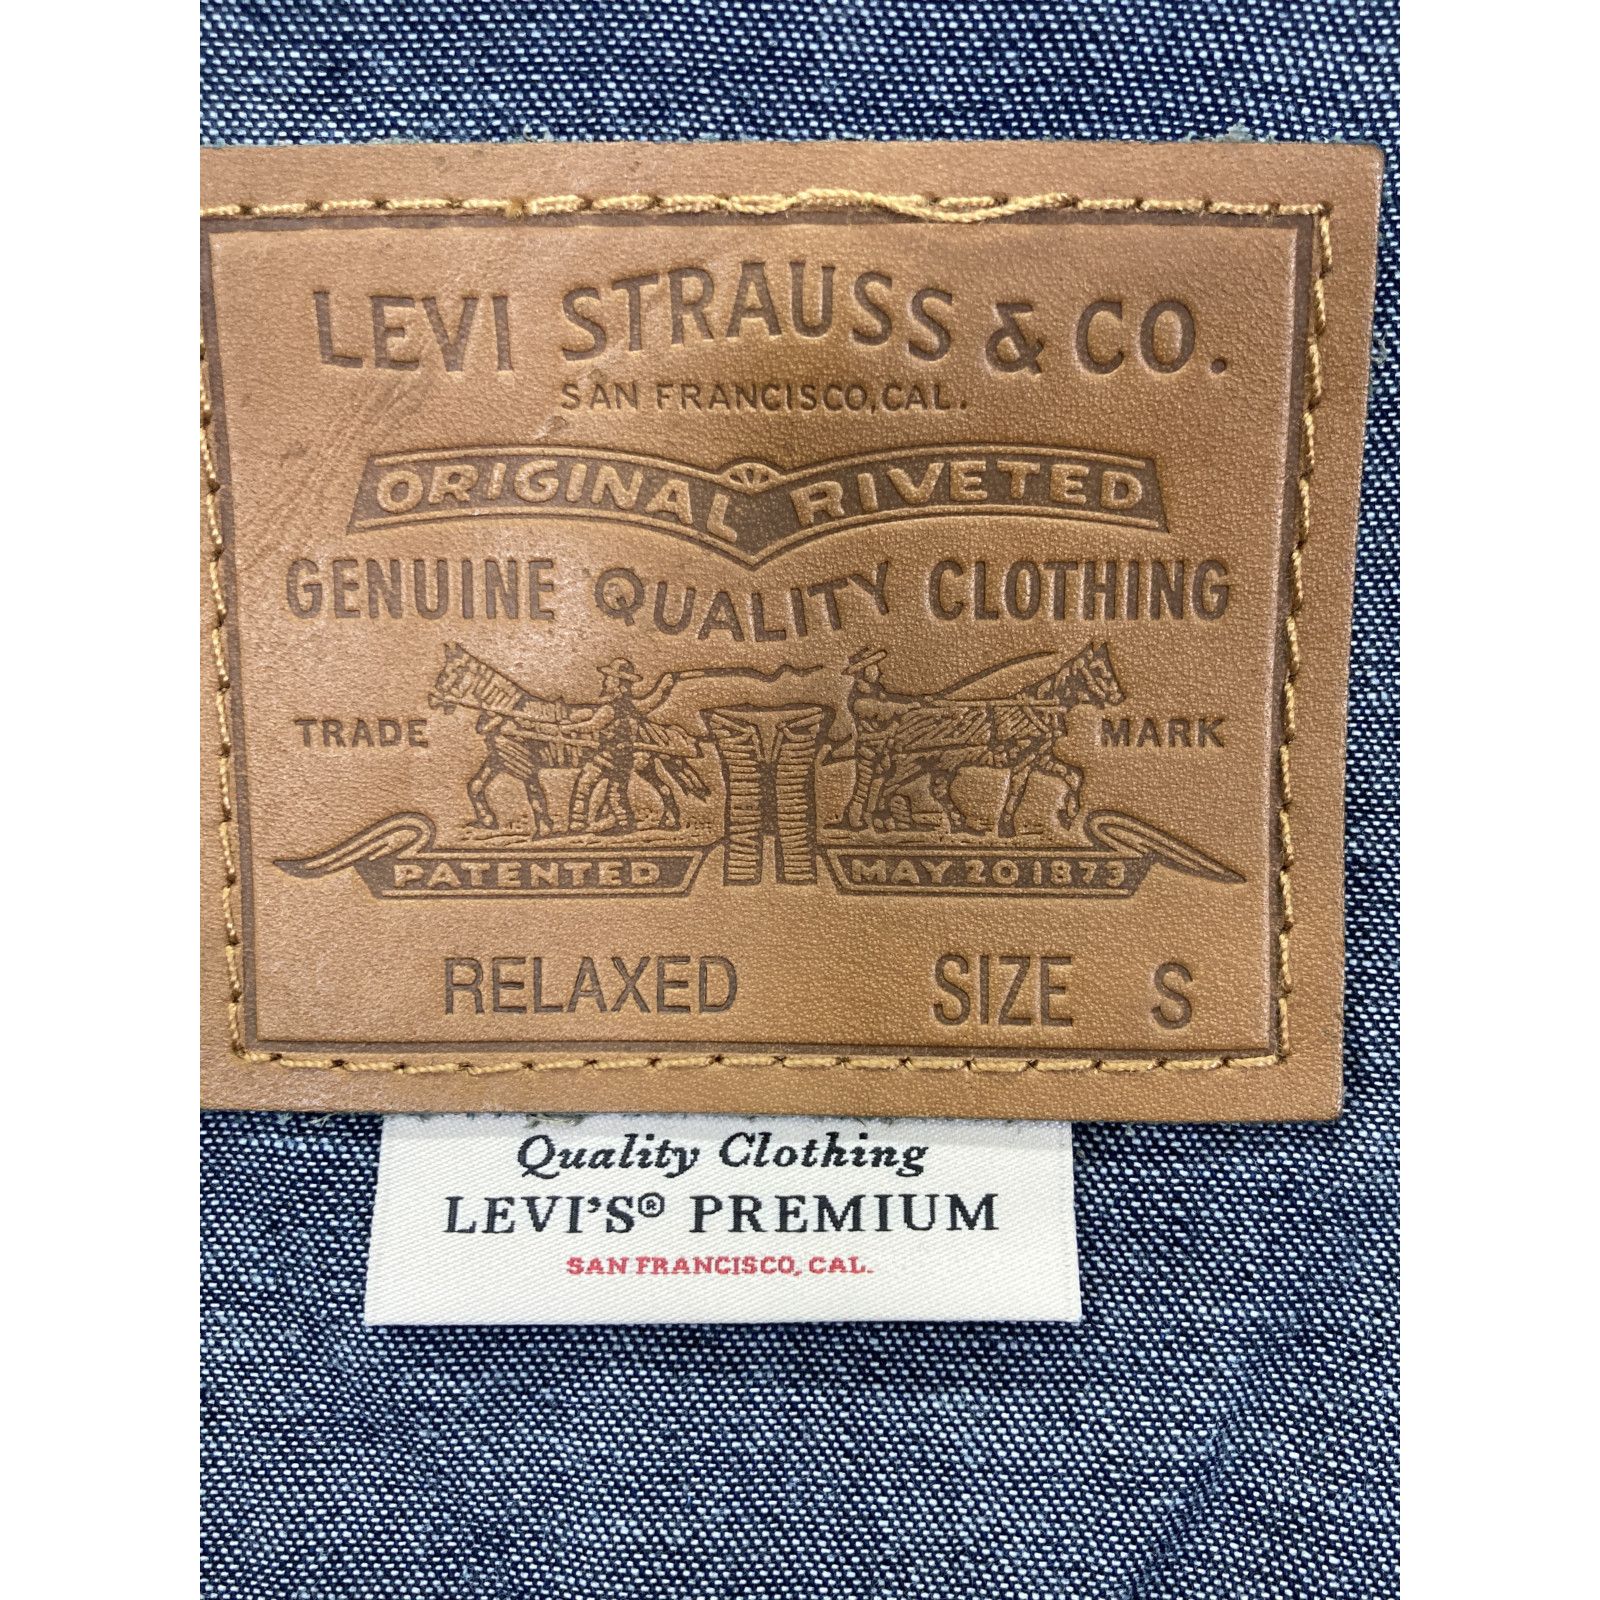 LEVI STRAUSS & CO.
SAN FRANCISCO, CAL.
ORIGINAL RIVETED
GENUINE QUALITY CLOTHING
TRADE MARK
PATENTED MAY 20 1873
RELAXED SIZE S
Quality Clothing
LEVI'S® PREMIUM
SAN FRANCISCO, CAL.